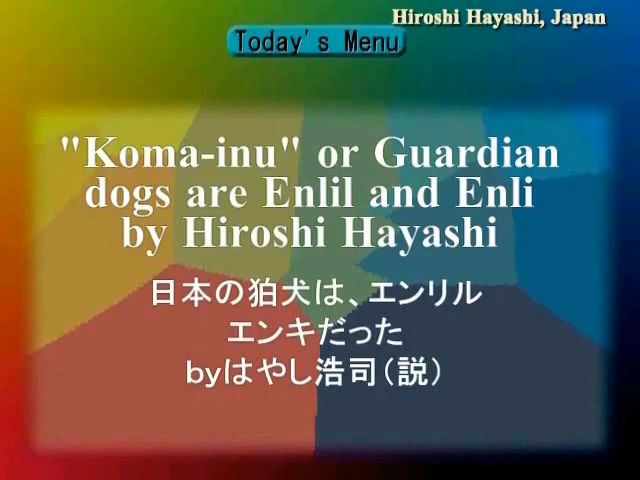 Hiroshi Hayashi, Japan
Today's Menu
"Koma-inu" or Guardian
dogs are Enlil and Enli
by Hiroshi Hayashi
日本の狛犬は、エンリル
エンキだった
byはやし浩司(説)